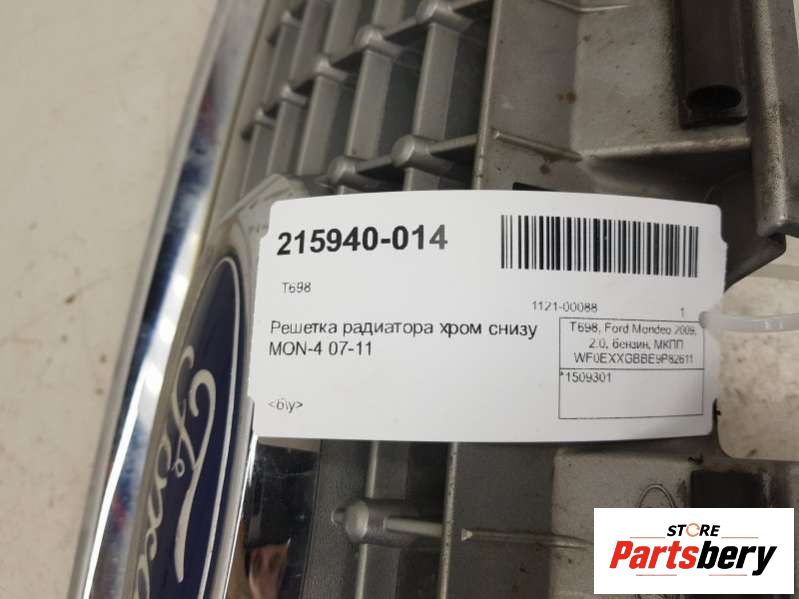 215940-014
T698
1121-00088 1
Решетка радиатора хром снизу
MON-4 07-11
T698, Ford Mondeo 2009,
2.0, бензин, МКПП
WF0EXXGBBE9P82611
*1509301
<б\у>
Ford
STORE
Partsbery